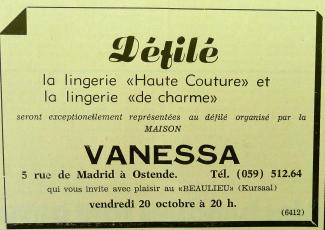 Défilé
la lingerie «Haute Couture» et
la lingerie «de charme»
seront exceptionellement représentées au défilé organisé par la
MAISON
VANESSA
5 rue de Madrid à Ostende. Tél. (059) 512.64
qui vous invite avec plaisir au «BEAULIEU» (Kursaal)
vendredi 20 octobre à 20 h.
(6412)